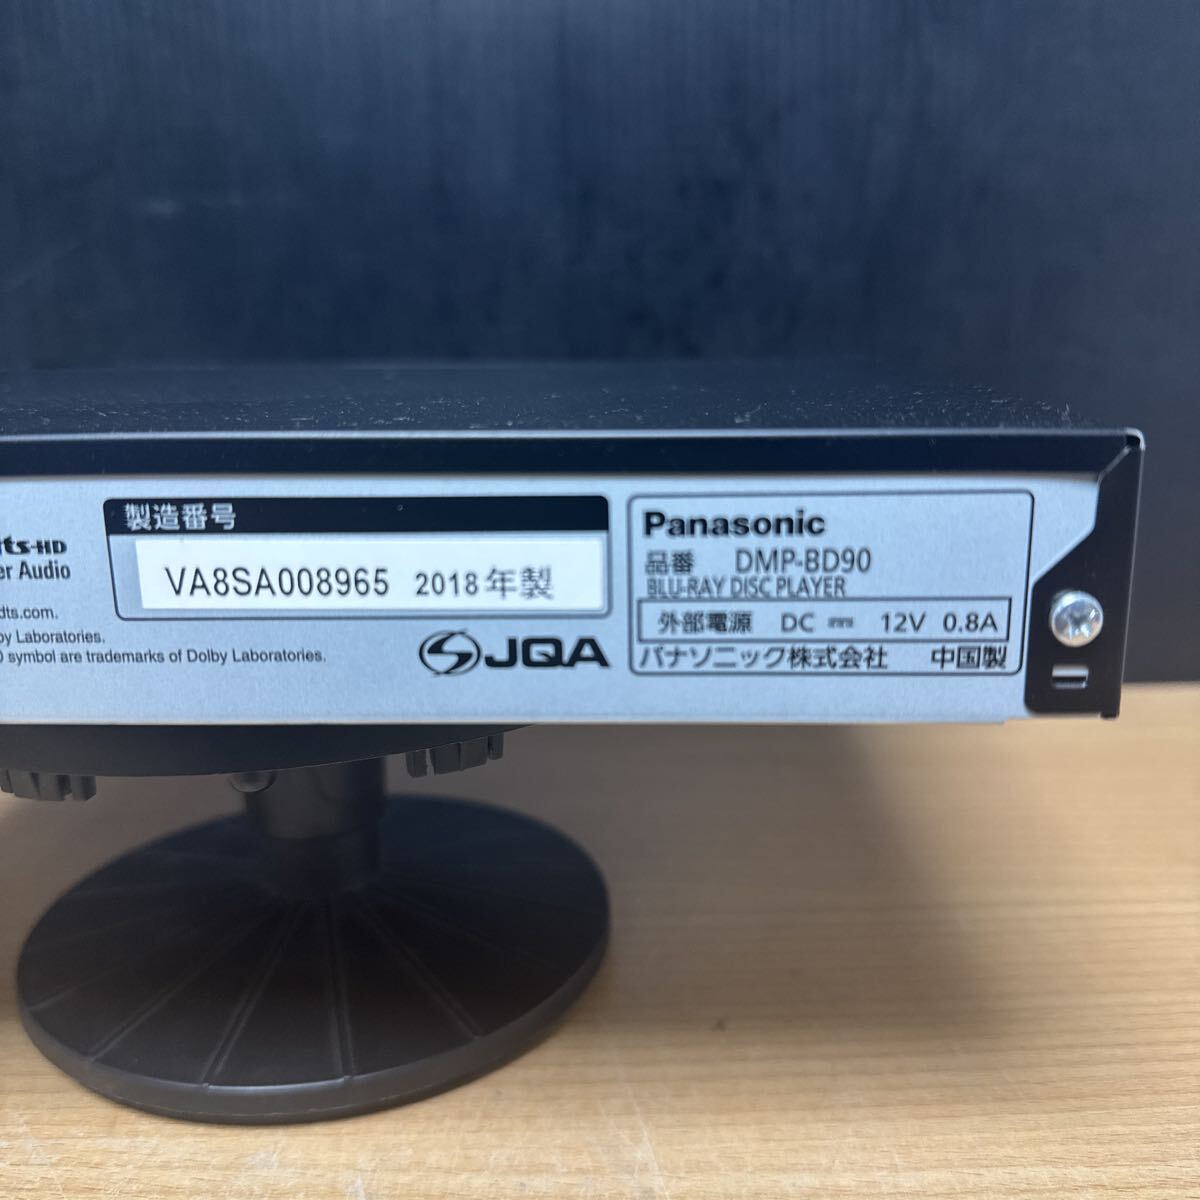 dts-HD
er Audio
dts.com.
by Laboratories.
D symbol are trademarks of Dolby Laboratories.
製造番号
VA8SA008965 2018年製
JQA
Panasonic
品番 DMP-BD90
BLU-RAY DISC PLAYER
外部電源 DC ⎓ 12V 0.8A
パナソニック株式会社 中国製